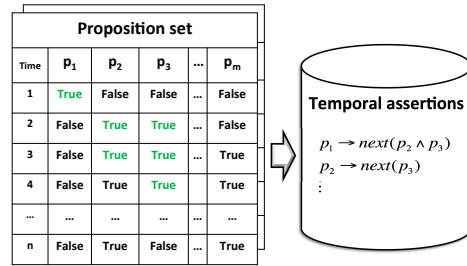 Proposition set
Time p1 p2 p3 ... pm
1 True False False ... False
2 False True True ... False
3 False True True ... True
4 False True True ... True
... ... ... ... ... ...
n False True False ... True
Temporal assertions
p1 → next(p2 ∧ p3)
p2 → next(p3)
⋮